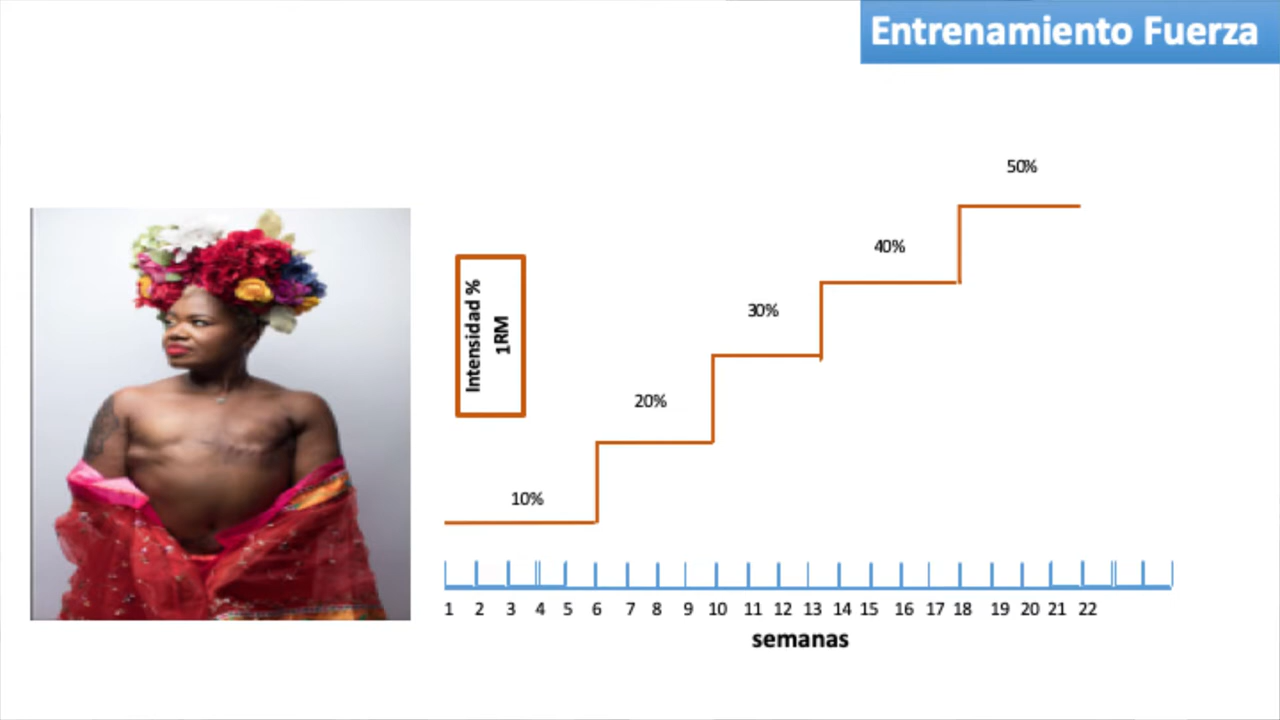 Entrenamiento Fuerza
50%
40%
30%
20%
10%
Intensidad %
1RM
1 2 3 4 5 6 7 8 9 10 11 12 13 14 15 16 17 18 19 20 21 22
semanas